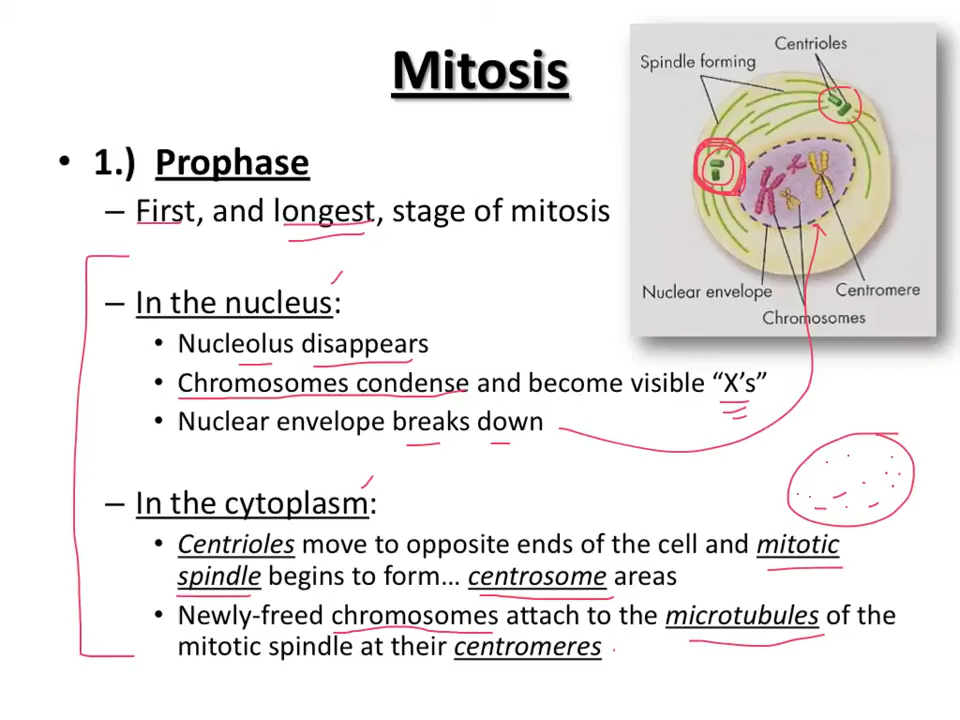 Mitosis
Centrioles
Spindle forming
• 1.) Prophase
– First, and longest, stage of mitosis
Nuclear envelope
Centromere
Chromosomes
– In the nucleus:
• Nucleolus disappears
• Chromosomes condense and become visible “X’s”
• Nuclear envelope breaks down
– In the cytoplasm:
• Centrioles move to opposite ends of the cell and mitotic
spindle begins to form... centrosome areas
• Newly-freed chromosomes attach to the microtubules of the
mitotic spindle at their centromeres